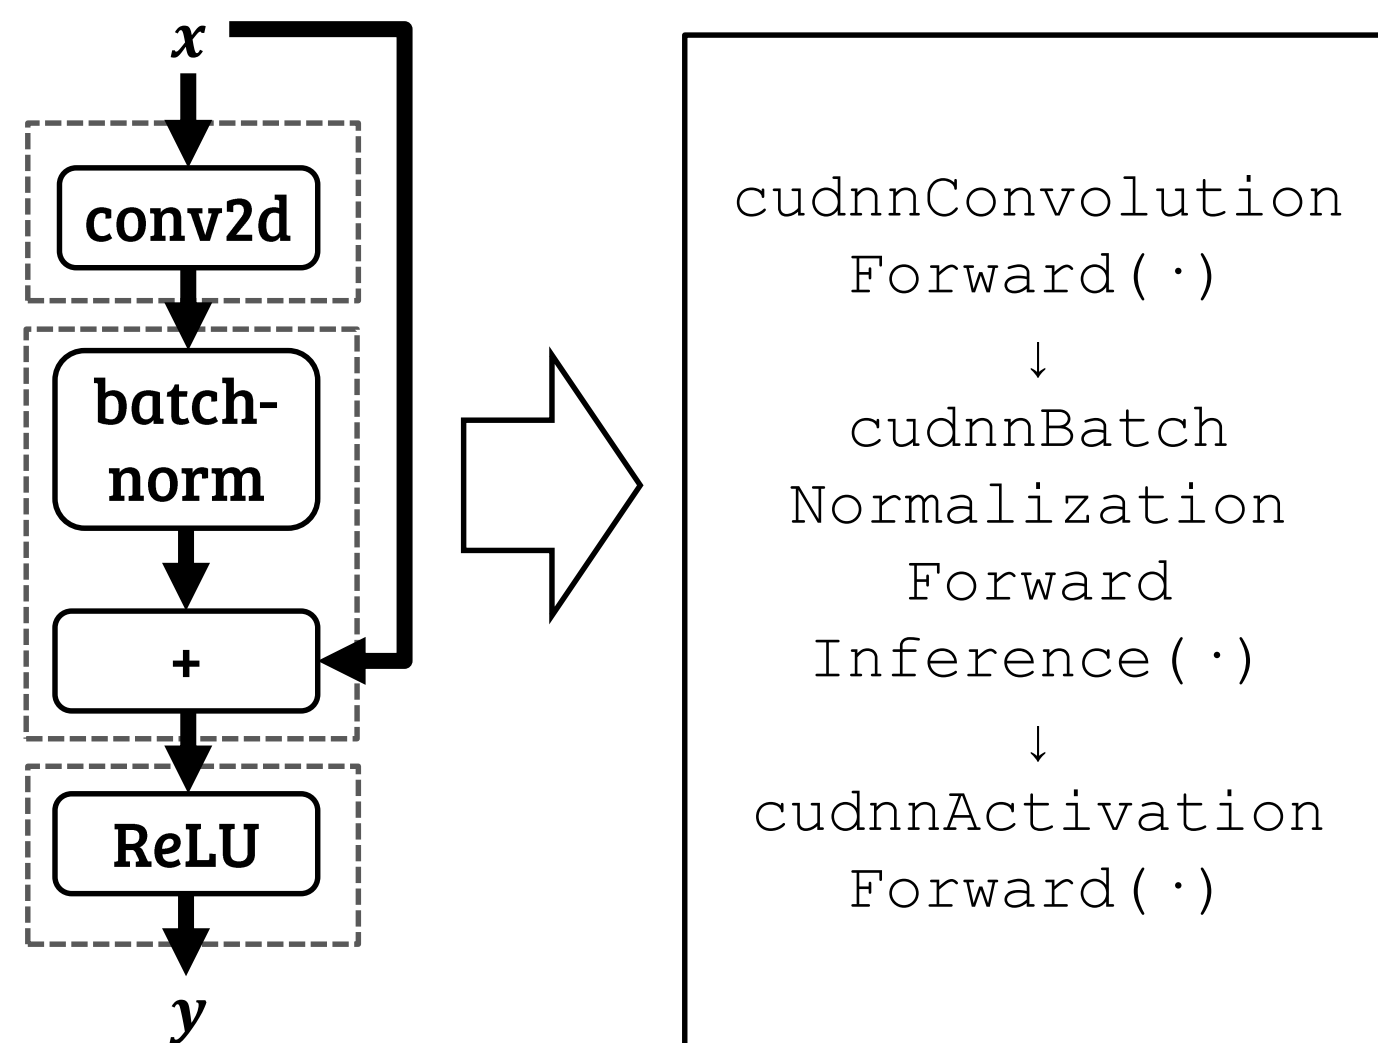 x
conv2d
batch-
norm
+
ReLU
y
cudnnConvolution
Forward(·)
↓
cudnnBatch
Normalization
Forward
Inference(·)
↓
cudnnActivation
Forward(·)